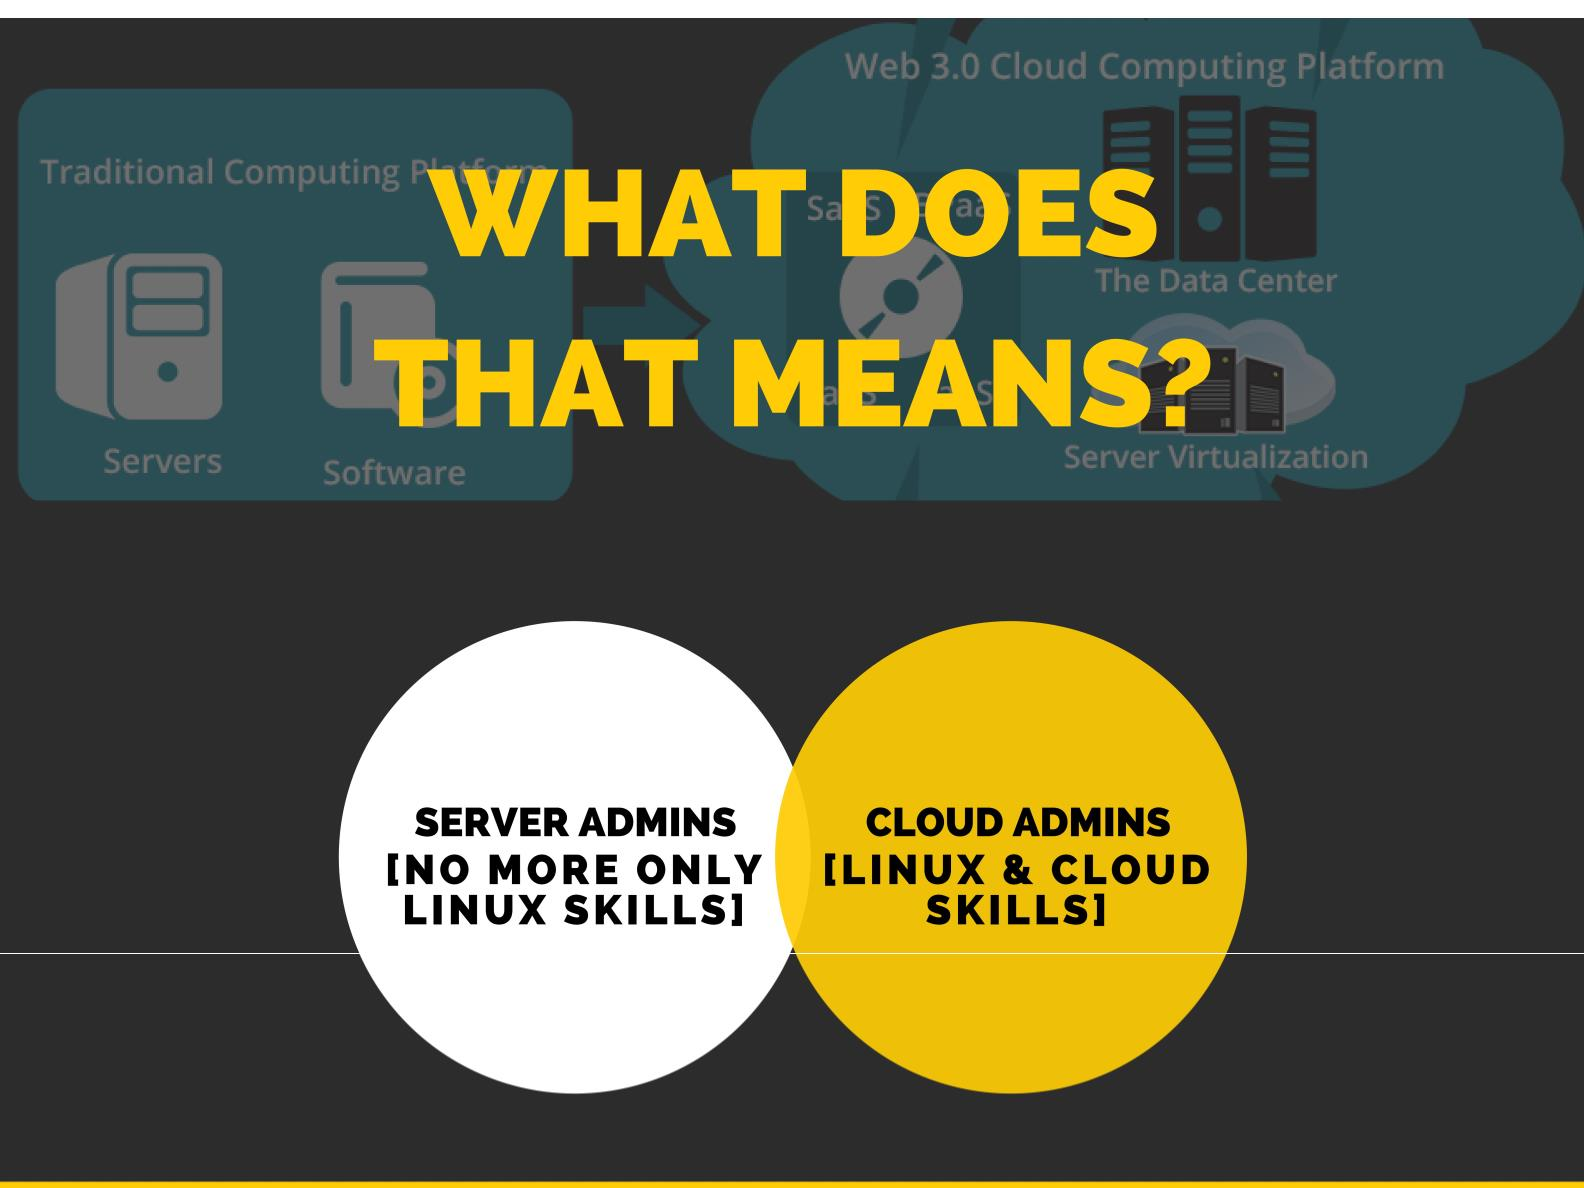 Web 3.0 Cloud Computing Platform
Traditional Computing Platform
WHAT DOES
SaaS
The Data Center
THAT MEANS?
Servers
Software
Server Virtualization
SERVER ADMINS
[NO MORE ONLY
LINUX SKILLS]
CLOUD ADMINS
[LINUX & CLOUD
SKILLS]